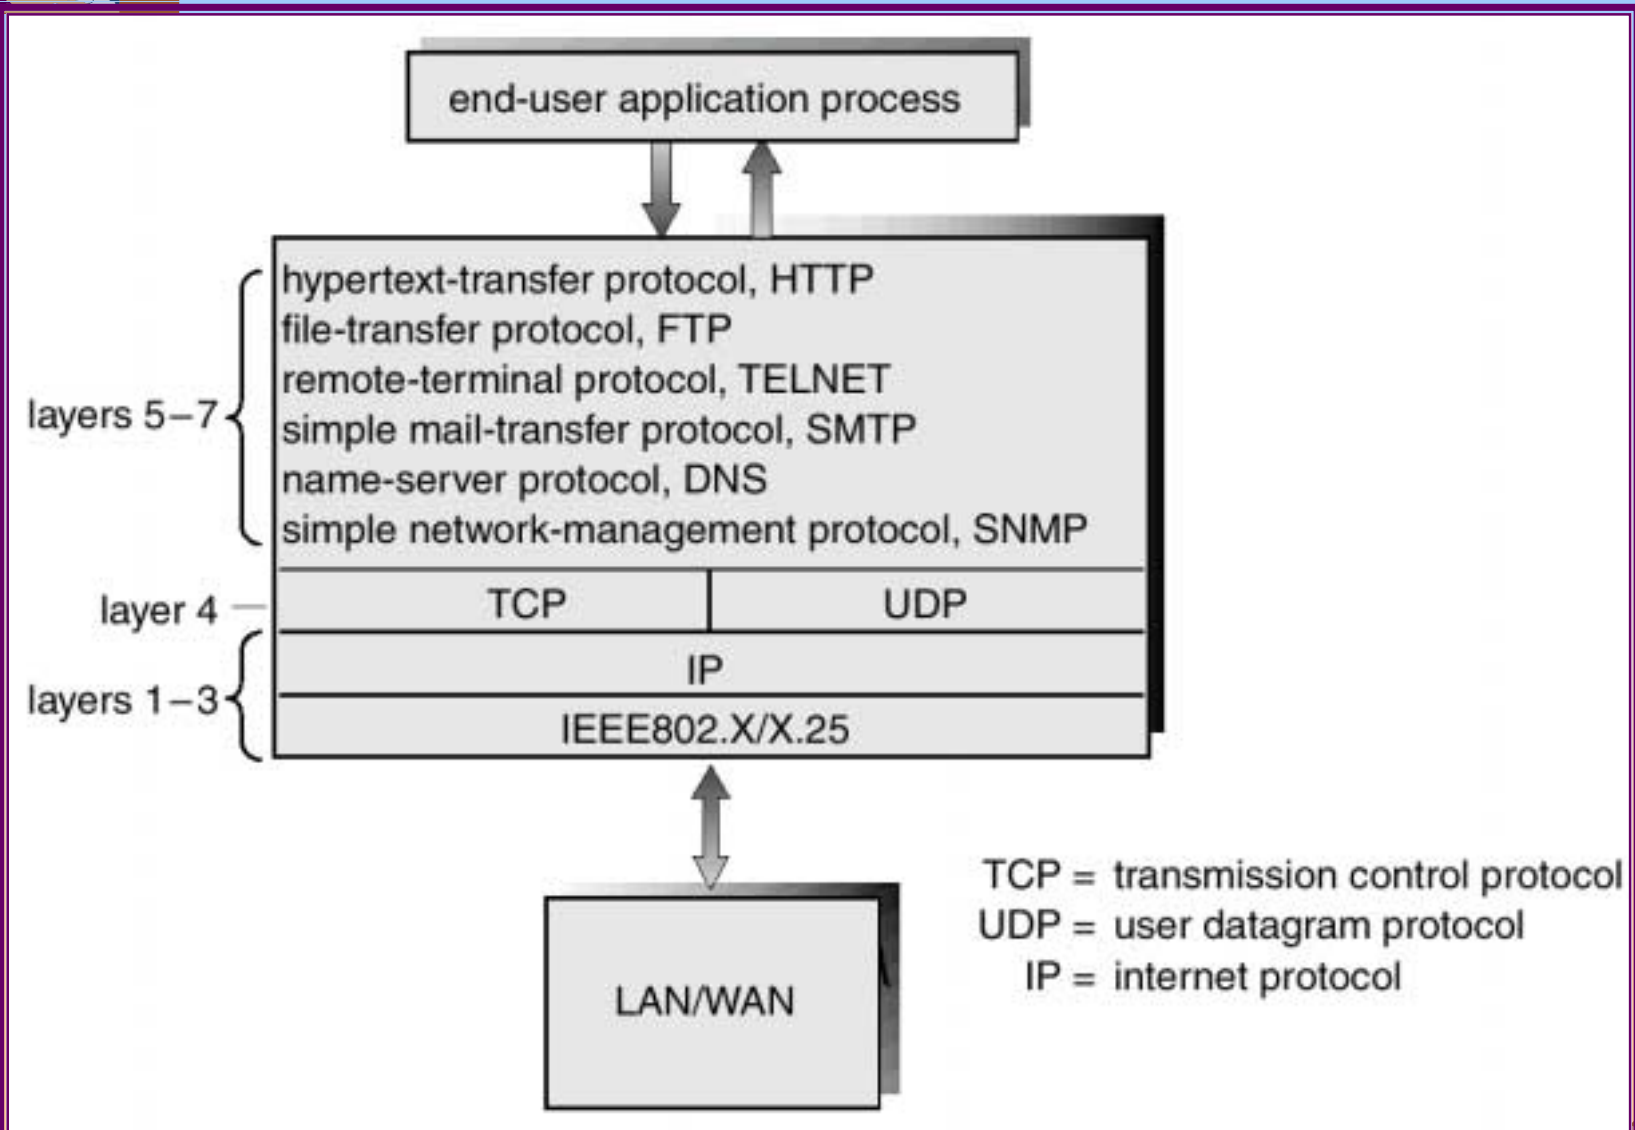 end-user application process
hypertext-transfer protocol, HTTP
file-transfer protocol, FTP
remote-terminal protocol, TELNET
layers 5–7
simple mail-transfer protocol, SMTP
name-server protocol, DNS
simple network-management protocol, SNMP
layer 4
TCP
UDP
IP
layers 1–3
IEEE802.X/X.25
TCP = transmission control protocol
UDP = user datagram protocol
IP = internet protocol
LAN/WAN